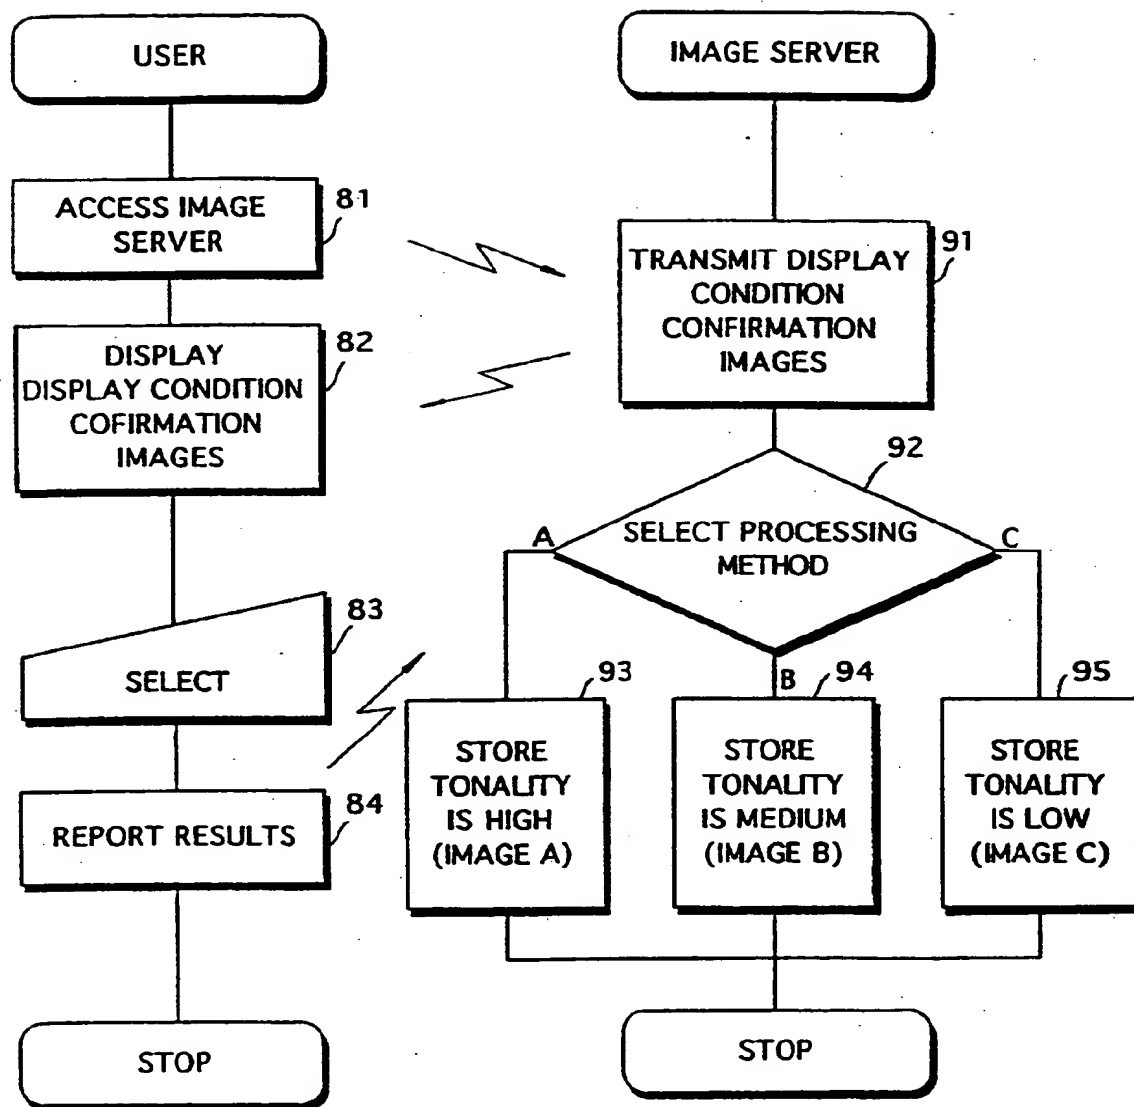 USER
ACCESS IMAGE
SERVER
81
DISPLAY
DISPLAY CONDITION
COFIRMATION
IMAGES
82
SELECT
83
REPORT RESULTS
84
STOP
IMAGE SERVER
TRANSMIT DISPLAY
CONDITION
CONFIRMATION
IMAGES
91
SELECT PROCESSING
METHOD
92
A
B
C
STORE
TONALITY
IS HIGH
(IMAGE A)
93
STORE
TONALITY
IS MEDIUM
(IMAGE B)
94
STORE
TONALITY
IS LOW
(IMAGE C)
95
STOP